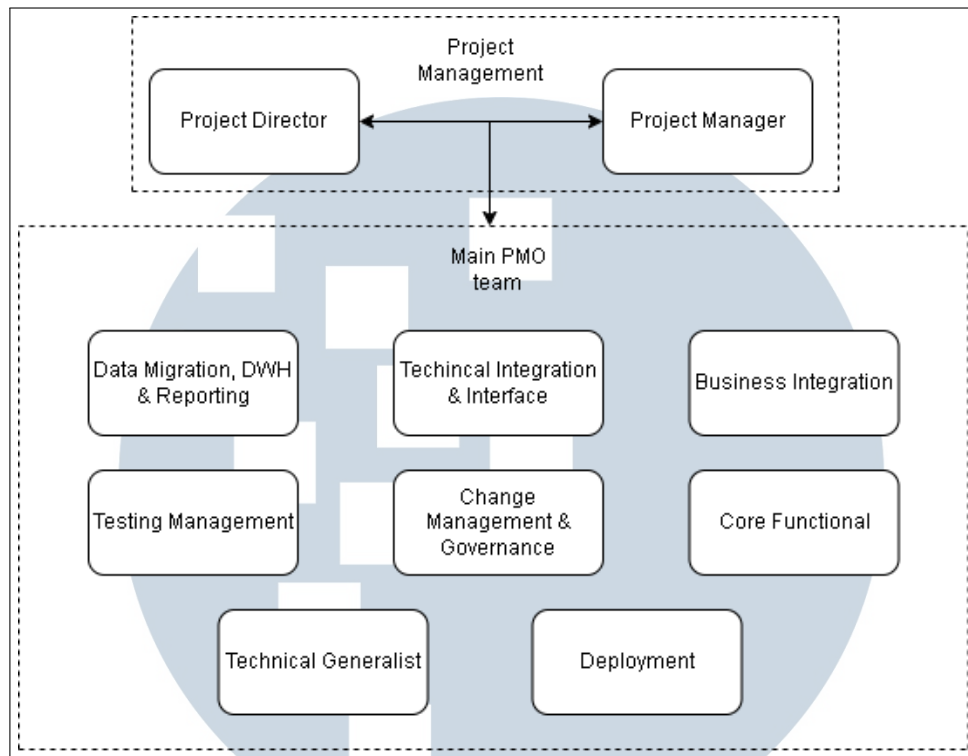 Project
Management
Project Director
Project Manager
Main PMO
team
Data Migration, DWH
& Reporting
Techincal Integration
& Interface
Business Integration
Testing Management
Change
Management &
Governance
Core Functional
Technical Generalist
Deployment